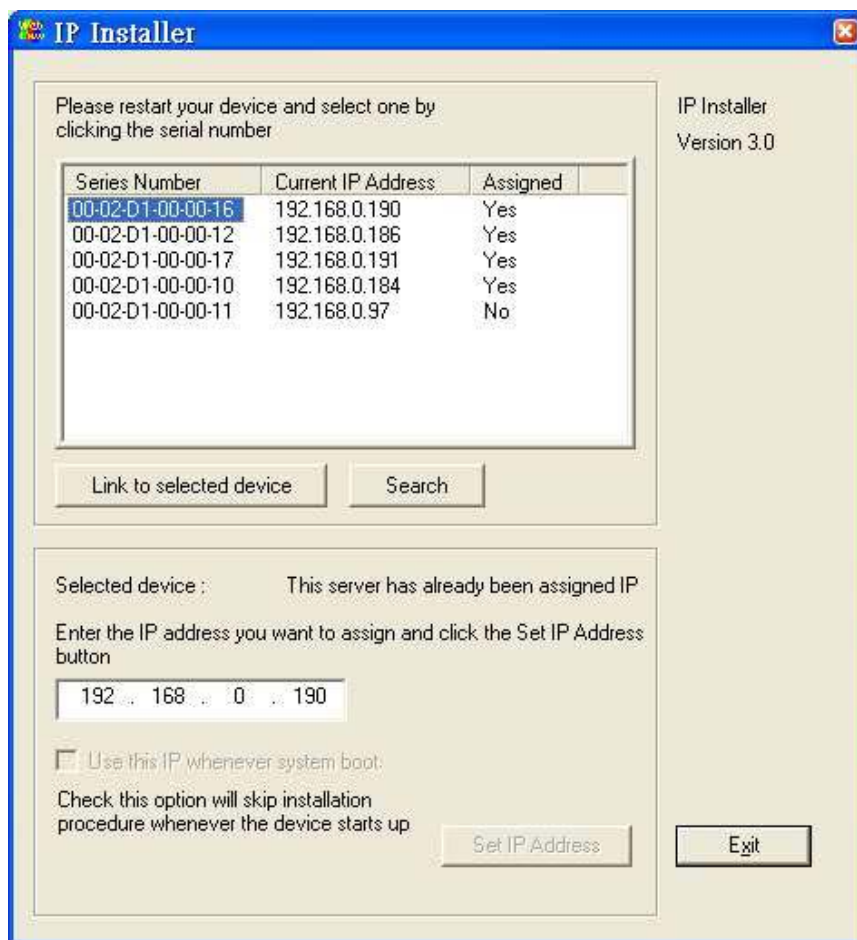 IP Installer
Please restart your device and select one by
clicking the serial number
IP Installer
Version 3.0
Series Number Current IP Address Assigned
00-02-D1-00-00-16 192.168.0.190 Yes
00-02-D1-00-00-12 192.168.0.186 Yes
00-02-D1-00-00-17 192.168.0.191 Yes
00-02-D1-00-00-10 192.168.0.184 Yes
00-02-D1-00-00-11 192.168.0.97 No
Link to selected device Search
Selected device : This server has already been assigned IP
Enter the IP address you want to assign and click the Set IP Address
button
192 . 168 . 0 . 190
Use this IP whenever system boot.
Check this option will skip installation
procedure whenever the device starts up
Set IP Address
Exit